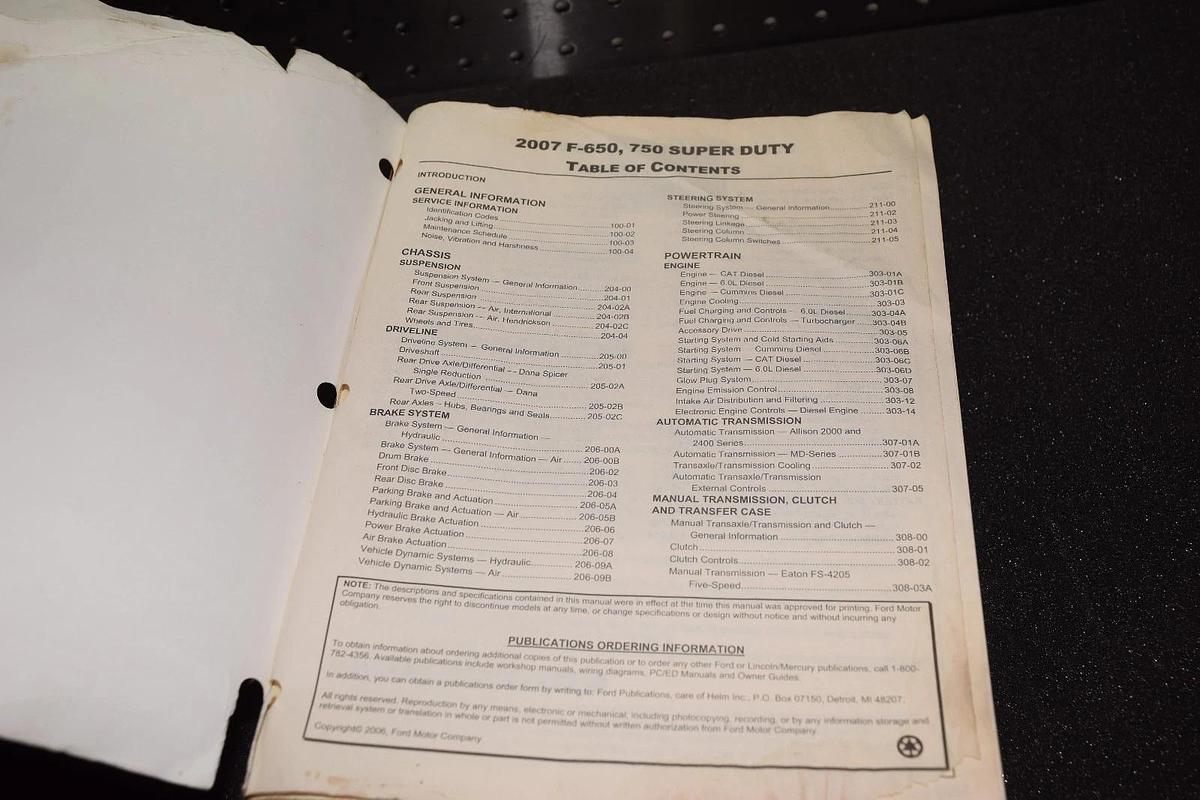 2007 F-650, 750 SUPER DUTY
TABLE OF CONTENTS
INTRODUCTION
GENERAL INFORMATION
SERVICE INFORMATION
Identification Codes........100-01
Jacking and Lifting........100-02
Maintenance Schedule........100-03
Noise, Vibration and Harshness........100-04
CHASSIS
SUSPENSION
Suspension System — General Information........204-00
Front Suspension........204-01
Rear Suspension........204-02A
Rear Suspension -- Air, International........204-02B
Rear Suspension -- Air, Hendrickson........204-02C
Wheels and Tires........204-04
DRIVELINE
Driveline System — General Information........205-00
Driveshaft........205-01
Rear Drive Axle/Differential -- Dana Spicer
Single Reduction........205-02A
Rear Drive Axle/Differential — Dana
Two-Speed........205-02B
Rear Axles - Hubs, Bearings and Seals........205-02C
BRAKE SYSTEM
Brake System — General Information —
Hydraulic........206-00A
Brake System — General Information — Air........206-00B
Drum Brake........206-02
Front Disc Brake........206-03
Rear Disc Brake........206-04
Parking Brake and Actuation........206-05A
Parking Brake and Actuation — Air........206-05B
Hydraulic Brake Actuation........206-06
Power Brake Actuation........206-07
Air Brake Actuation........206-08
Vehicle Dynamic Systems — Hydraulic........206-09A
Vehicle Dynamic Systems — Air........206-09B
STEERING SYSTEM
Steering System — General Information........211-00
Power Steering........211-02
Steering Linkage........211-03
Steering Column........211-04
Steering Column Switches........211-05
POWERTRAIN
ENGINE
Engine — CAT Diesel........303-01A
Engine — 6.0L Diesel........303-01B
Engine — Cummins Diesel........303-01C
Engine Cooling........303-03
Fuel Charging and Controls - 6.0L Diesel........303-04A
Fuel Charging and Controls — Turbocharger........303-04B
Accessory Drive........303-05
Starting System and Cold Starting Aids........303-06A
Starting System - Cummins Diesel........303-06B
Starting System — CAT Diesel........303-06C
Starting System — 6.0L Diesel........303-06D
Glow Plug System........303-07
Engine Emission Control........303-08
Intake Air Distribution and Filtering........303-12
Electronic Engine Controls — Diesel Engine........303-14
AUTOMATIC TRANSMISSION
Automatic Transmission — Allison 2000 and
2400 Series........307-01A
Automatic Transmission — MD-Series........307-01B
Transaxle/Transmission Cooling........307-02
Automatic Transaxle/Transmission
External Controls........307-05
MANUAL TRANSMISSION, CLUTCH
AND TRANSFER CASE
Manual Transaxle/Transmission and Clutch —
General Information........308-00
Clutch........308-01
Clutch Controls........308-02
Manual Transmission — Eaton FS-4205
Five-Speed........308-03A
NOTE: The descriptions and specifications contained in this manual were in effect at the time this manual was approved for printing. Ford Motor
Company reserves the right to discontinue models at any time, or change specifications or design without notice and without incurring any
obligation.
PUBLICATIONS ORDERING INFORMATION
To obtain information about ordering additional copies of this publication or to order any other Ford or Lincoln/Mercury publications, call 1-800-
782-4356. Available publications include workshop manuals, wiring diagrams, PC/ED Manuals and Owner Guides.
In addition, you can obtain a publications order form by writing to: Ford Publications, care of Helm Inc., P.O. Box 07150, Detroit, MI 48207.
All rights reserved. Reproduction by any means, electronic or mechanical, including photocopying, recording, or by any information storage and
retrieval system or translation in whole or part is not permitted without written authorization from Ford Motor Company.
Copyright© 2006, Ford Motor Company